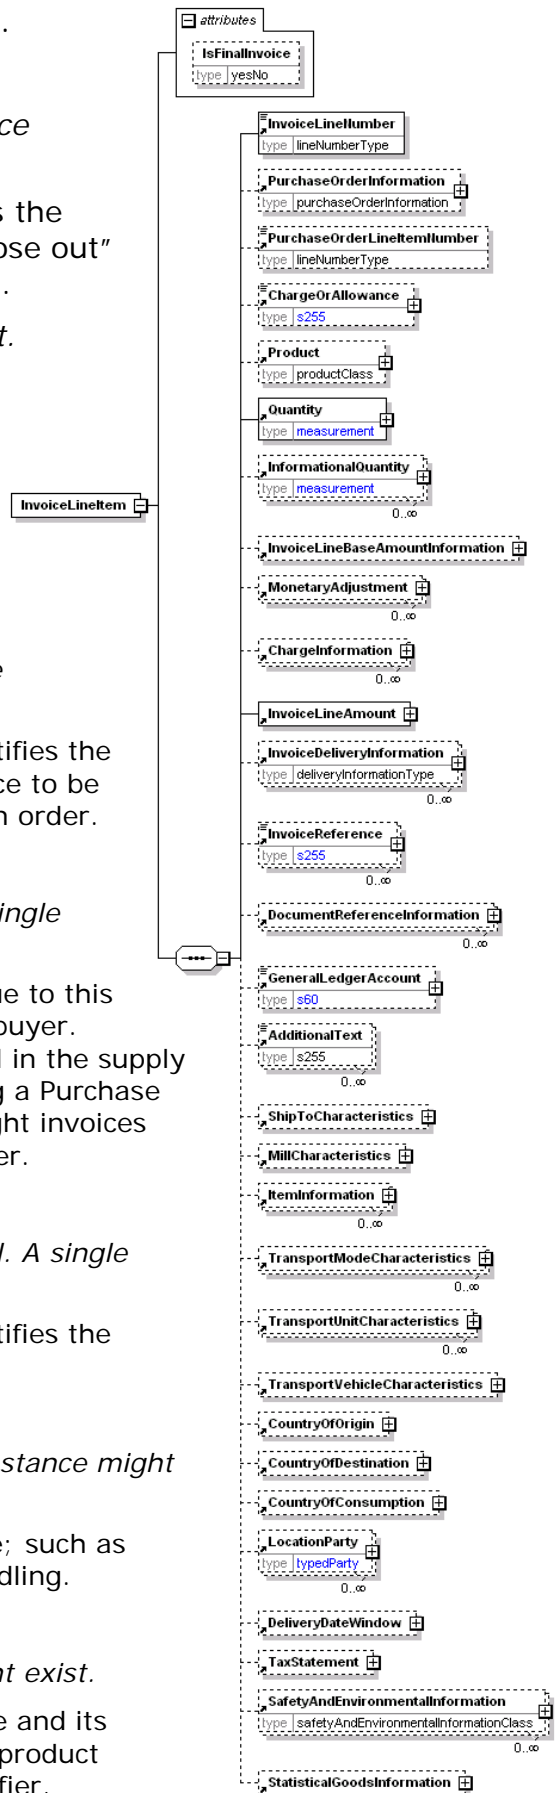 .
ce
s the
ose out"
.
t.
e
tifies the
ce to be
n order.
ingle
ue to this
buyer.
l in the supply
g a Purchase
ght invoices
er.
l. A single
tifies the
stance might
e; such as
dling.
nt exist.
e and its
product
fier.
attributes
IsFinalInvoice
type yesNo
InvoiceLineItem
InvoiceLineNumber
type lineNumberType
PurchaseOrderInformation
type purchaseOrderInformation
PurchaseOrderLineItemNumber
type lineNumberType
ChargeOrAllowance
type s255
Product
type productClass
Quantity
type measurement
InformationalQuantity
type measurement
0..∞
InvoiceLineBaseAmountInformation
MonetaryAdjustment
0..∞
ChargeInformation
0..∞
InvoiceLineAmount
InvoiceDeliveryInformation
type deliveryInformationType
0..∞
InvoiceReference
type s255
0..∞
DocumentReferenceInformation
0..∞
GeneralLedgerAccount
type s60
AdditionalText
type s255
0..∞
ShipToCharacteristics
MillCharacteristics
ItemInformation
0..∞
TransportModeCharacteristics
0..∞
TransportUnitCharacteristics
0..∞
TransportVehicleCharacteristics
CountryOfOrigin
CountryOfDestination
CountryOfConsumption
LocationParty
type typedParty
0..∞
DeliveryDateWindow
TaxStatement
SafetyAndEnvironmentalInformation
type safetyAndEnvironmentalInformationClass
0..∞
StatisticalGoodsInformation